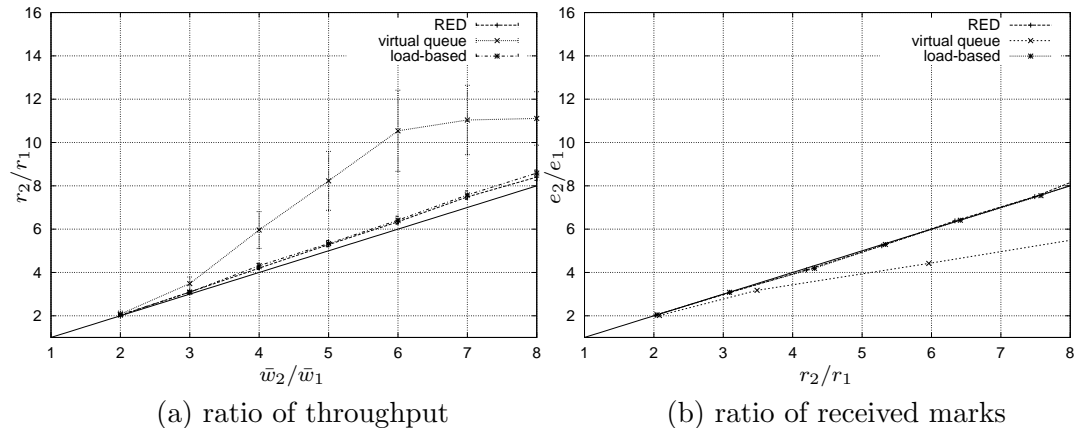 16
14
12
10
8
6
4
2
r₂/r₁
RED
virtual queue
load-based
1 2 3 4 5 6 7 8
w̄₂/w̄₁
(a) ratio of throughput
16
14
12
10
8
6
4
2
e₂/e₁
RED
virtual queue
load-based
1 2 3 4 5 6 7 8
r₂/r₁
(b) ratio of received marks